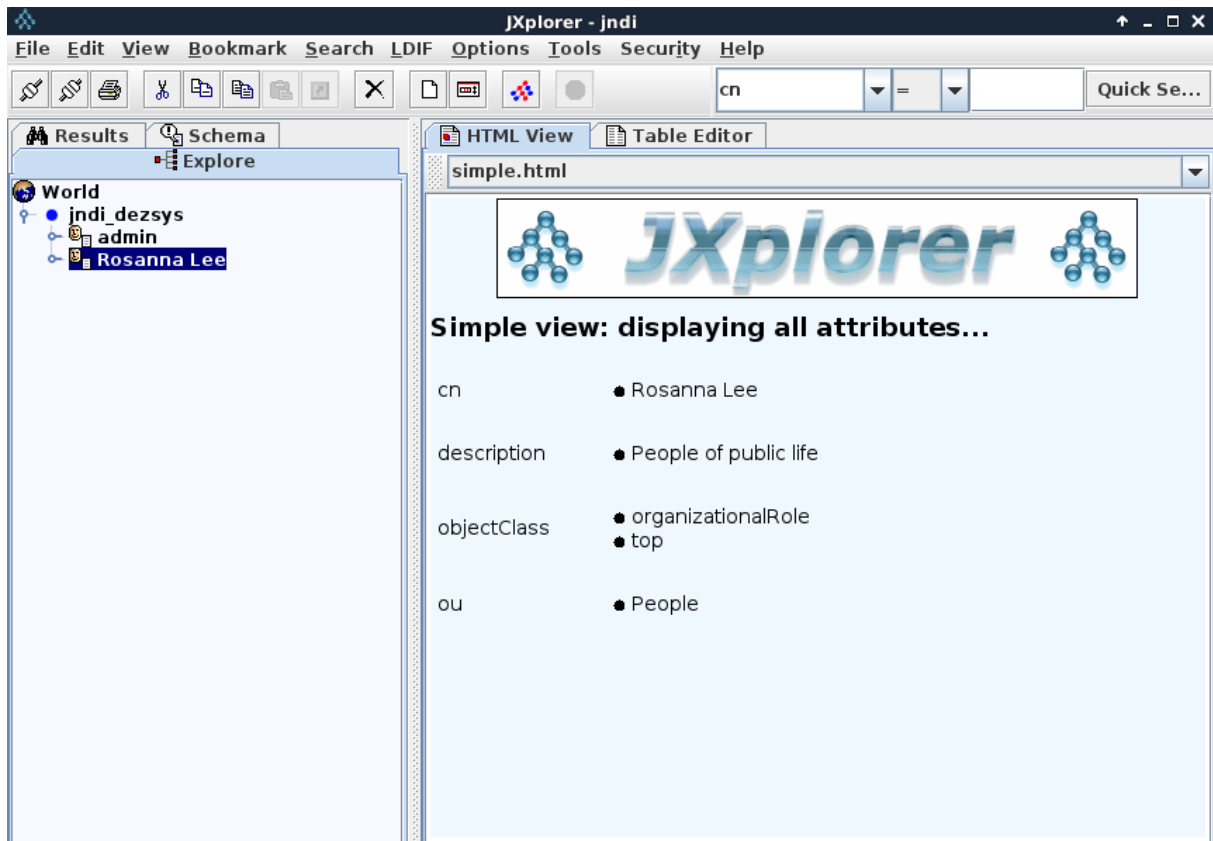 JXplorer - jndi
File Edit View Bookmark Search LDIF Options Tools Security Help
cn = Quick Se...
Results Schema
Explore
World
jndi_dezsys
admin
Rosanna Lee
HTML View Table Editor
simple.html
JXplorer
Simple view: displaying all attributes...
cn Rosanna Lee
description People of public life
objectClass organizationalRole
top
ou People